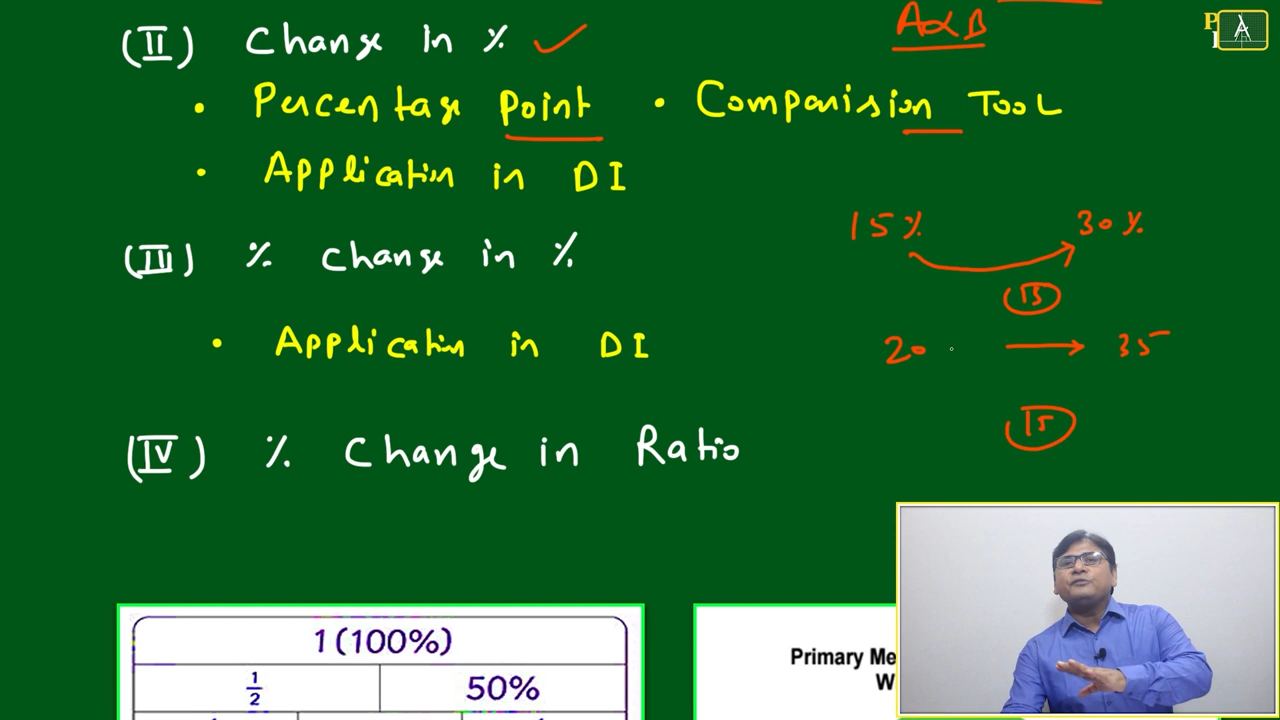 A∝B
(II) Change in % ✓
• Percentage Point • Comparision Tool
• Application in DI
15% 30%
(III) % change in %
15
• Application in DI
20 → 35
15
(IV) % Change in Ratio
1 (100%)
1/2 50%
Primary Me
W
P